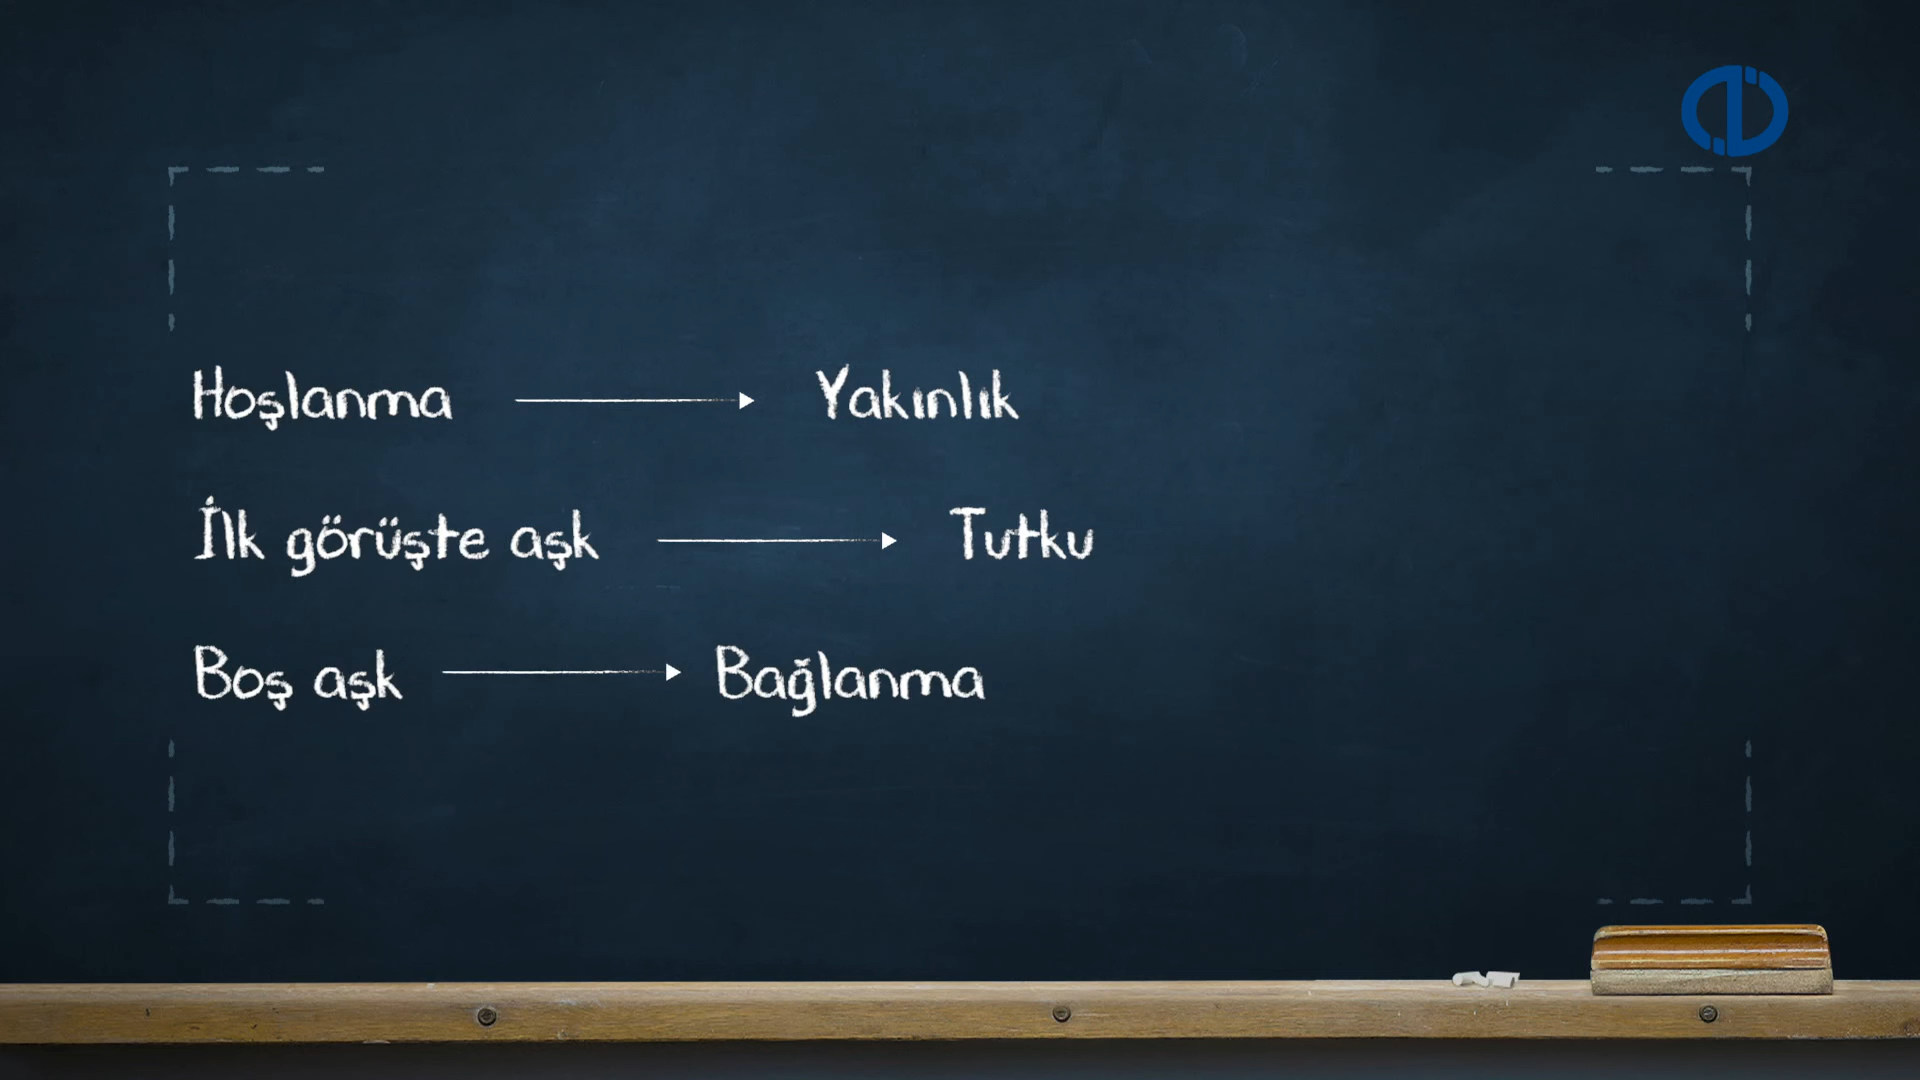 Hoşlanma → Yakınlık
İlk görüşte aşk → Tutku
Boş aşk → Bağlanma